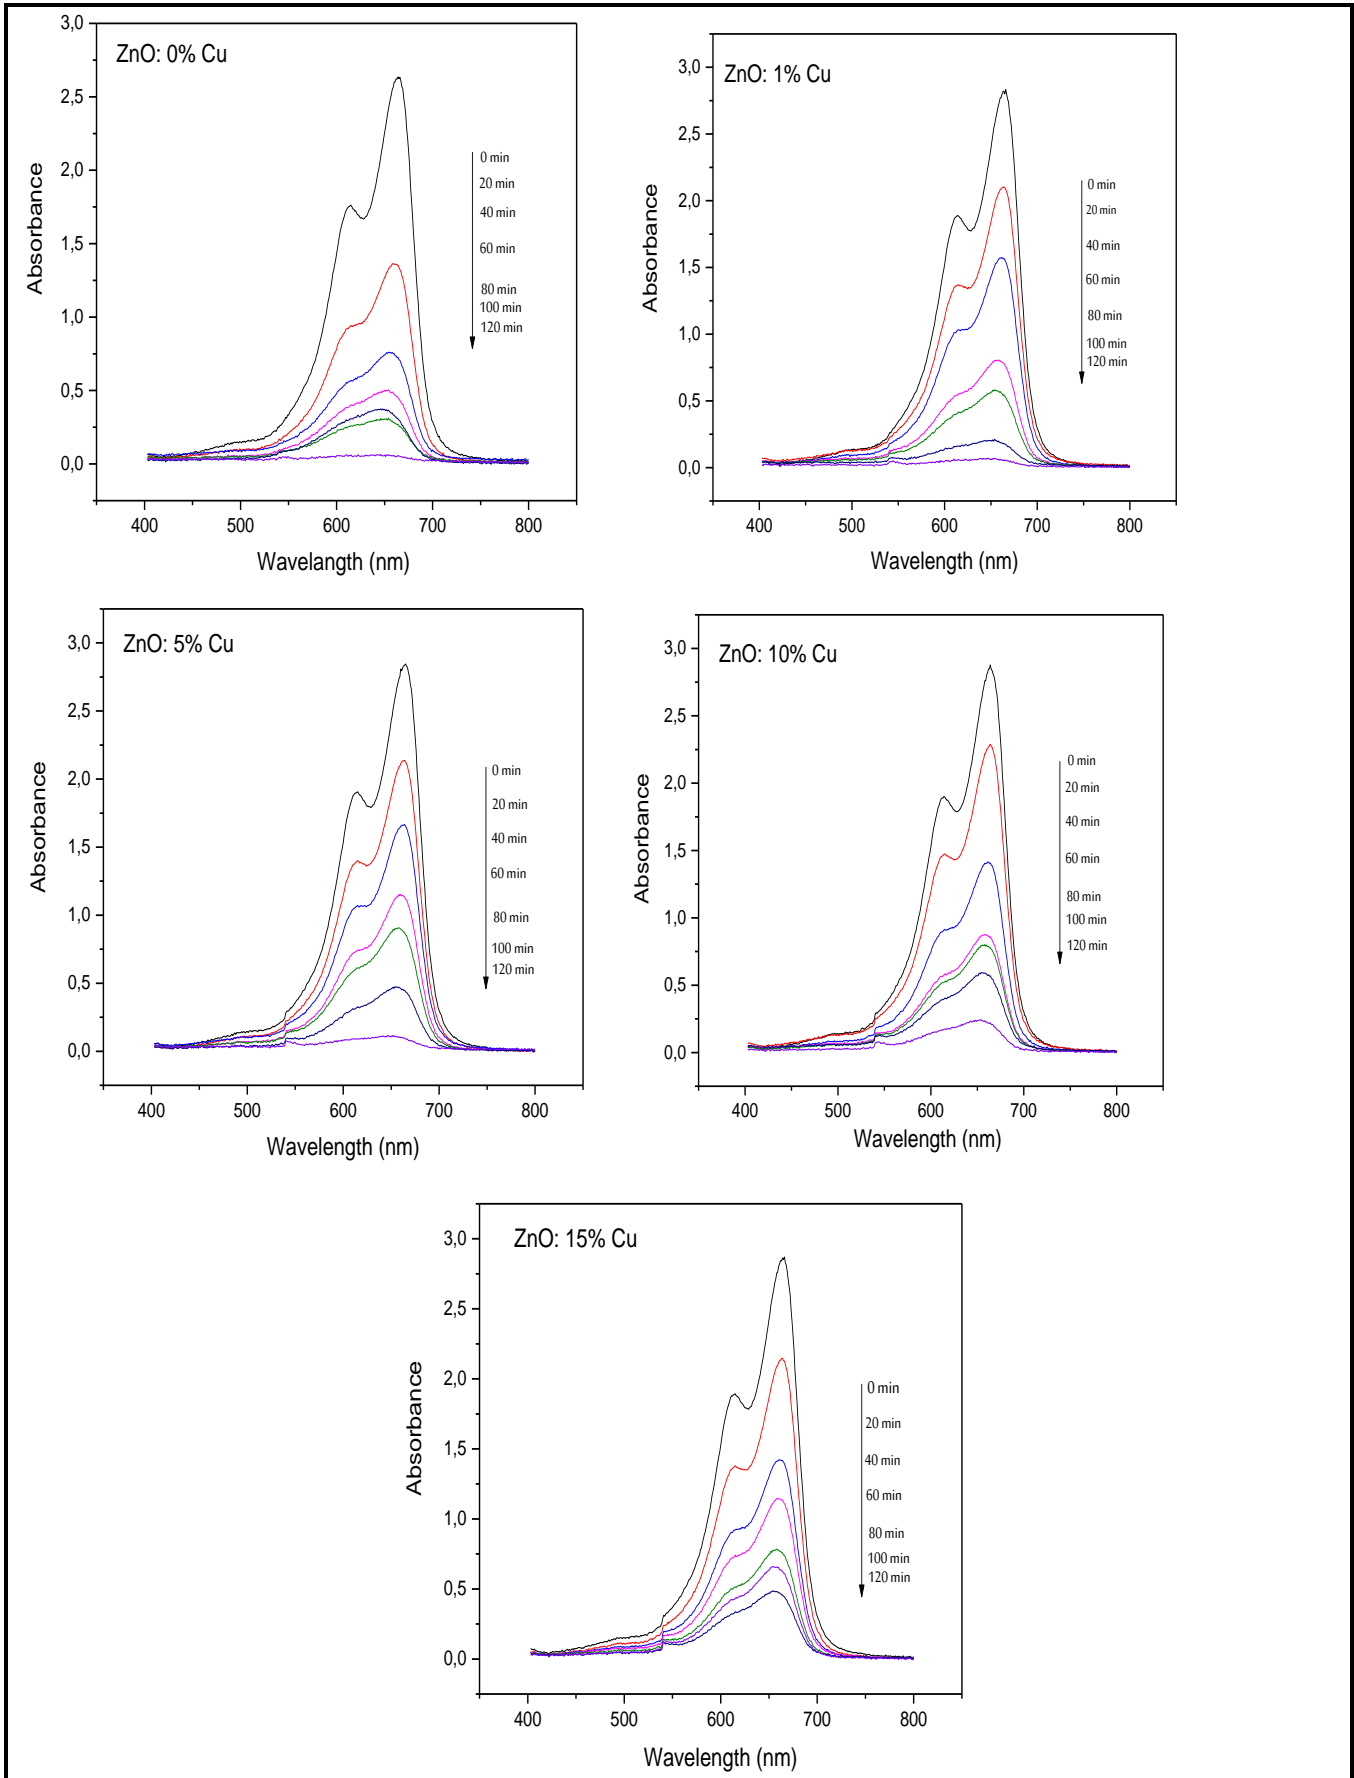 ZnO: 0% Cu
3,0
2,5
2,0
1,5
1,0
0,5
0,0
Absorbance
0 min
20 min
40 min
60 min
80 min
100 min
120 min
400 500 600 700 800
Wavelangth (nm)
ZnO: 1% Cu
3,0
2,5
2,0
1,5
1,0
0,5
0,0
Absorbance
0 min
20 min
40 min
60 min
80 min
100 min
120 min
400 500 600 700 800
Wavelength (nm)
ZnO: 5% Cu
3,0
2,5
2,0
1,5
1,0
0,5
0,0
Absorbance
0 min
20 min
40 min
60 min
80 min
100 min
120 min
400 500 600 700 800
Wavelength (nm)
ZnO: 10% Cu
3,0
2,5
2,0
1,5
1,0
0,5
0,0
Absorbance
0 min
20 min
40 min
60 min
80 min
100 min
120 min
400 500 600 700 800
Wavelength (nm)
ZnO: 15% Cu
3,0
2,5
2,0
1,5
1,0
0,5
0,0
Absorbance
0 min
20 min
40 min
60 min
80 min
100 min
120 min
400 500 600 700 800
Wavelength (nm)